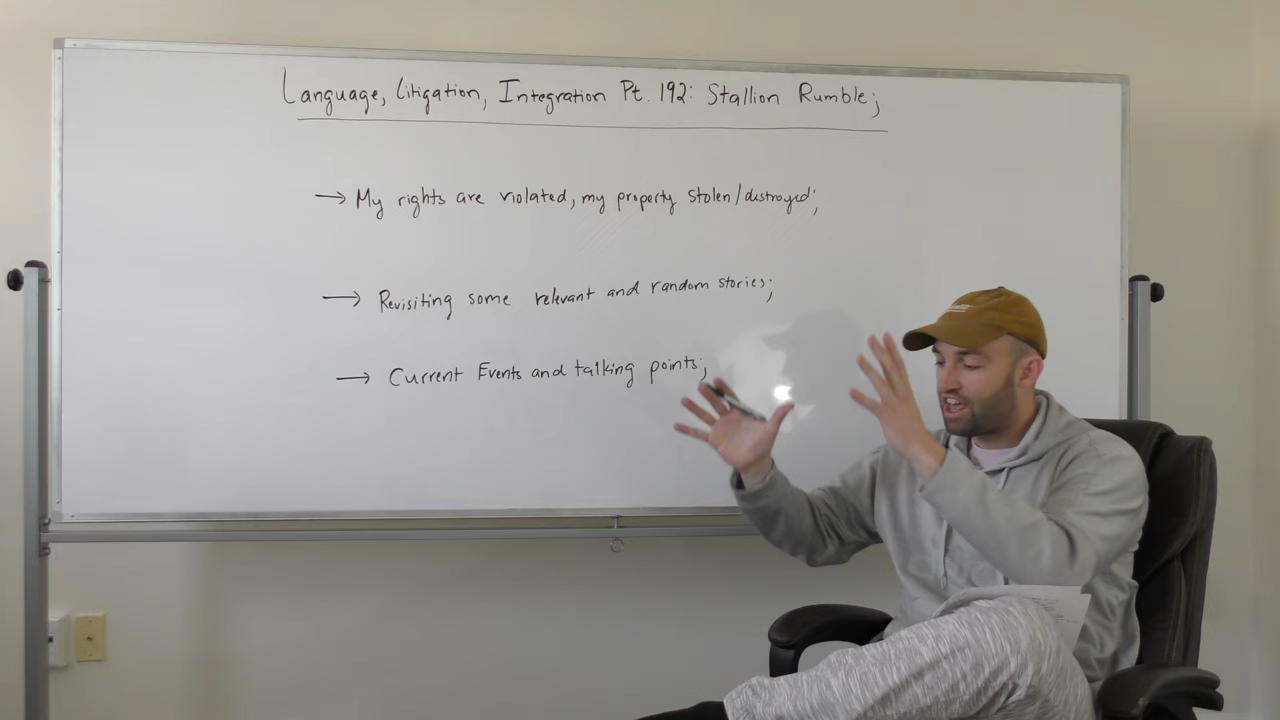 Language, Litigation, Integration Pt. 192: Stallion Rumble;
→ My rights are violated, my property stolen/destroyed;
→ Revisiting some relevant and random stories;
→ Current Events and talking points;